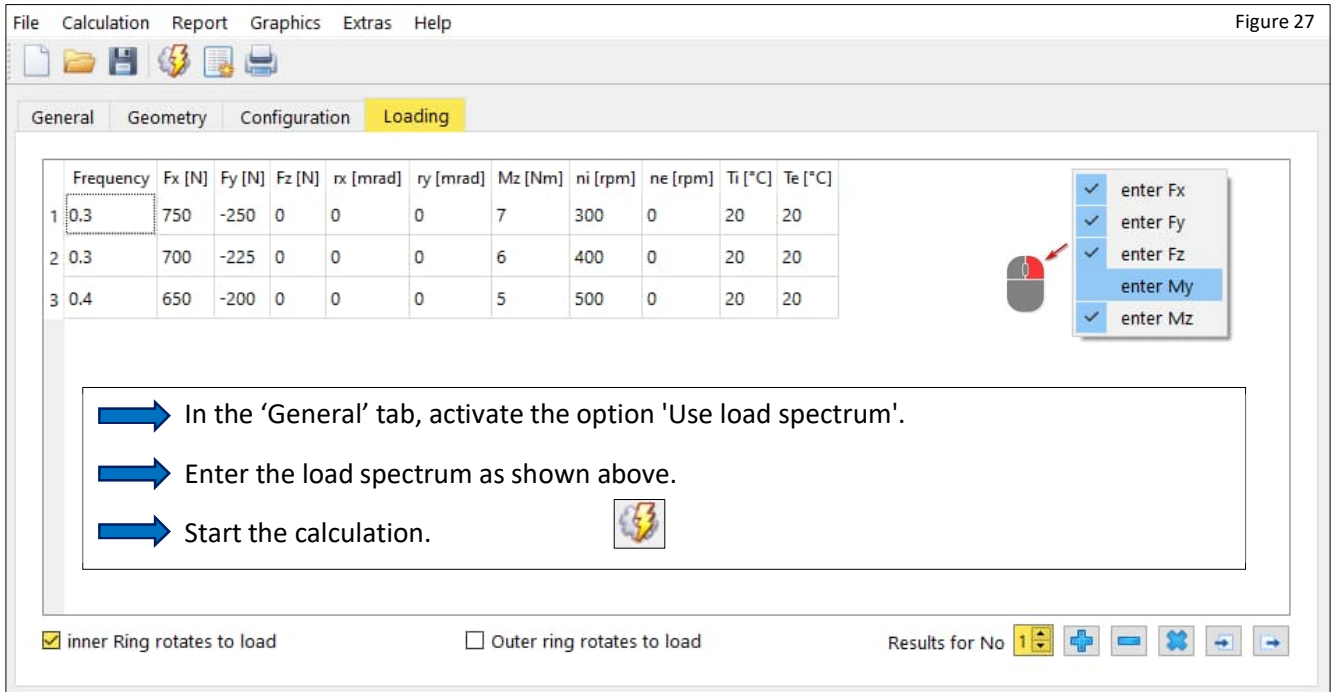 File Calculation Report Graphics Extras Help Figure 27
General Geometry Configuration Loading
Frequency Fx [N] Fy [N] Fz [N] rx [mrad] ry [mrad] Mz [Nm] ni [rpm] ne [rpm] Ti [°C] Te [°C]
1 0.3 750 -250 0 0 0 7 300 0 20 20
2 0.3 700 -225 0 0 0 6 400 0 20 20
3 0.4 650 -200 0 0 0 5 500 0 20 20
enter Fx
enter Fy
enter Fz
enter My
enter Mz
In the ‘General’ tab, activate the option 'Use load spectrum'.
Enter the load spectrum as shown above.
Start the calculation.
inner Ring rotates to load Outer ring rotates to load Results for No 1